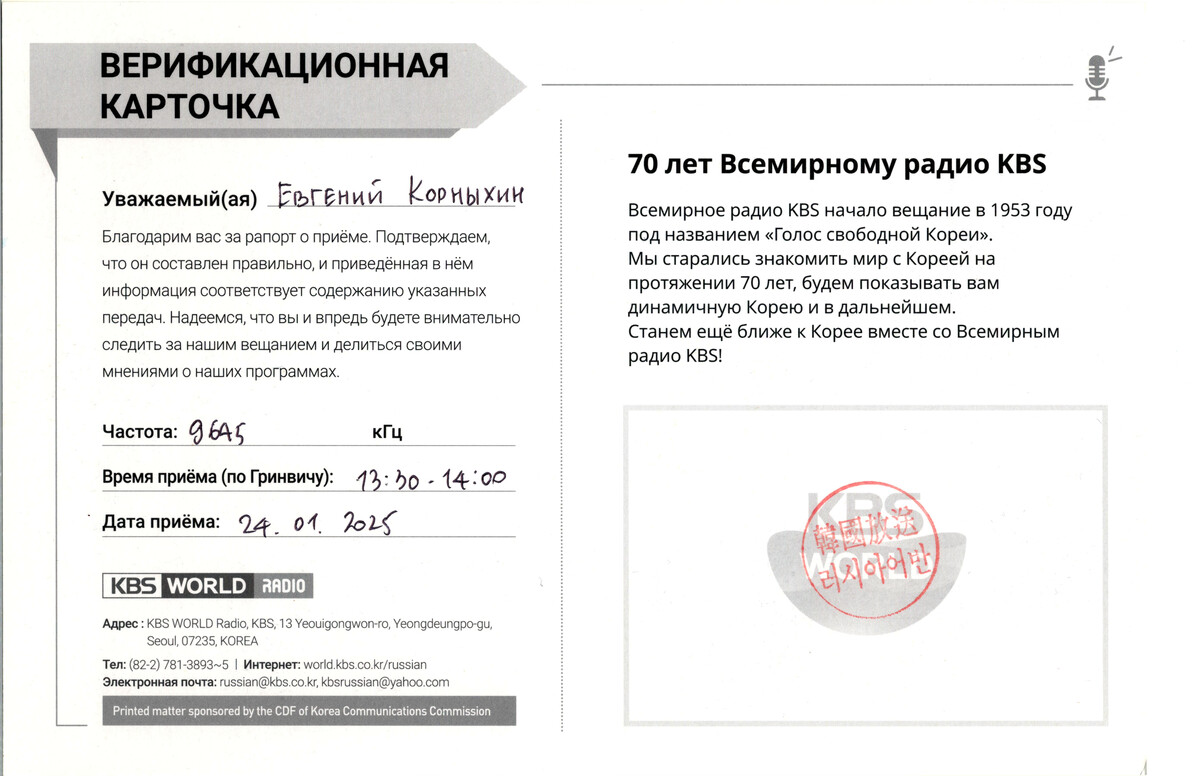 ВЕРИФИКАЦИОННАЯ
КАРТОЧКА
Уважаемый(ая) Евгений Корныхин
Благодарим вас за рапорт о приёме. Подтверждаем,
что он составлен правильно, и приведённая в нём
информация соответствует содержанию указанных
передач. Надеемся, что вы и впредь будете внимательно
следить за нашим вещанием и делиться своими
мнениями о наших программах.
Частота: 9645 кГц
Время приёма (по Гринвичу): 13:30 - 14:00
Дата приёма: 24. 01. 2025
KBS WORLD RADIO
Адрес : KBS WORLD Radio, KBS, 13 Yeouigongwon-ro, Yeongdeungpo-gu,
Seoul, 07235, KOREA
Тел: (82-2) 781-3893~5 | Интернет: world.kbs.co.kr/russian
Электронная почта: russian@kbs.co.kr, kbsrussian@yahoo.com
Printed matter sponsored by the CDF of Korea Communications Commission
70 лет Всемирному радио KBS
Всемирное радио KBS начало вещание в 1953 году
под названием «Голос свободной Кореи».
Мы старались знакомить мир с Кореей на
протяжении 70 лет, будем показывать вам
динамичную Корею и в дальнейшем.
Станем ещё ближе к Корее вместе со Всемирным
радио KBS!
KBS
WORLD
韓國放送
러시아어반